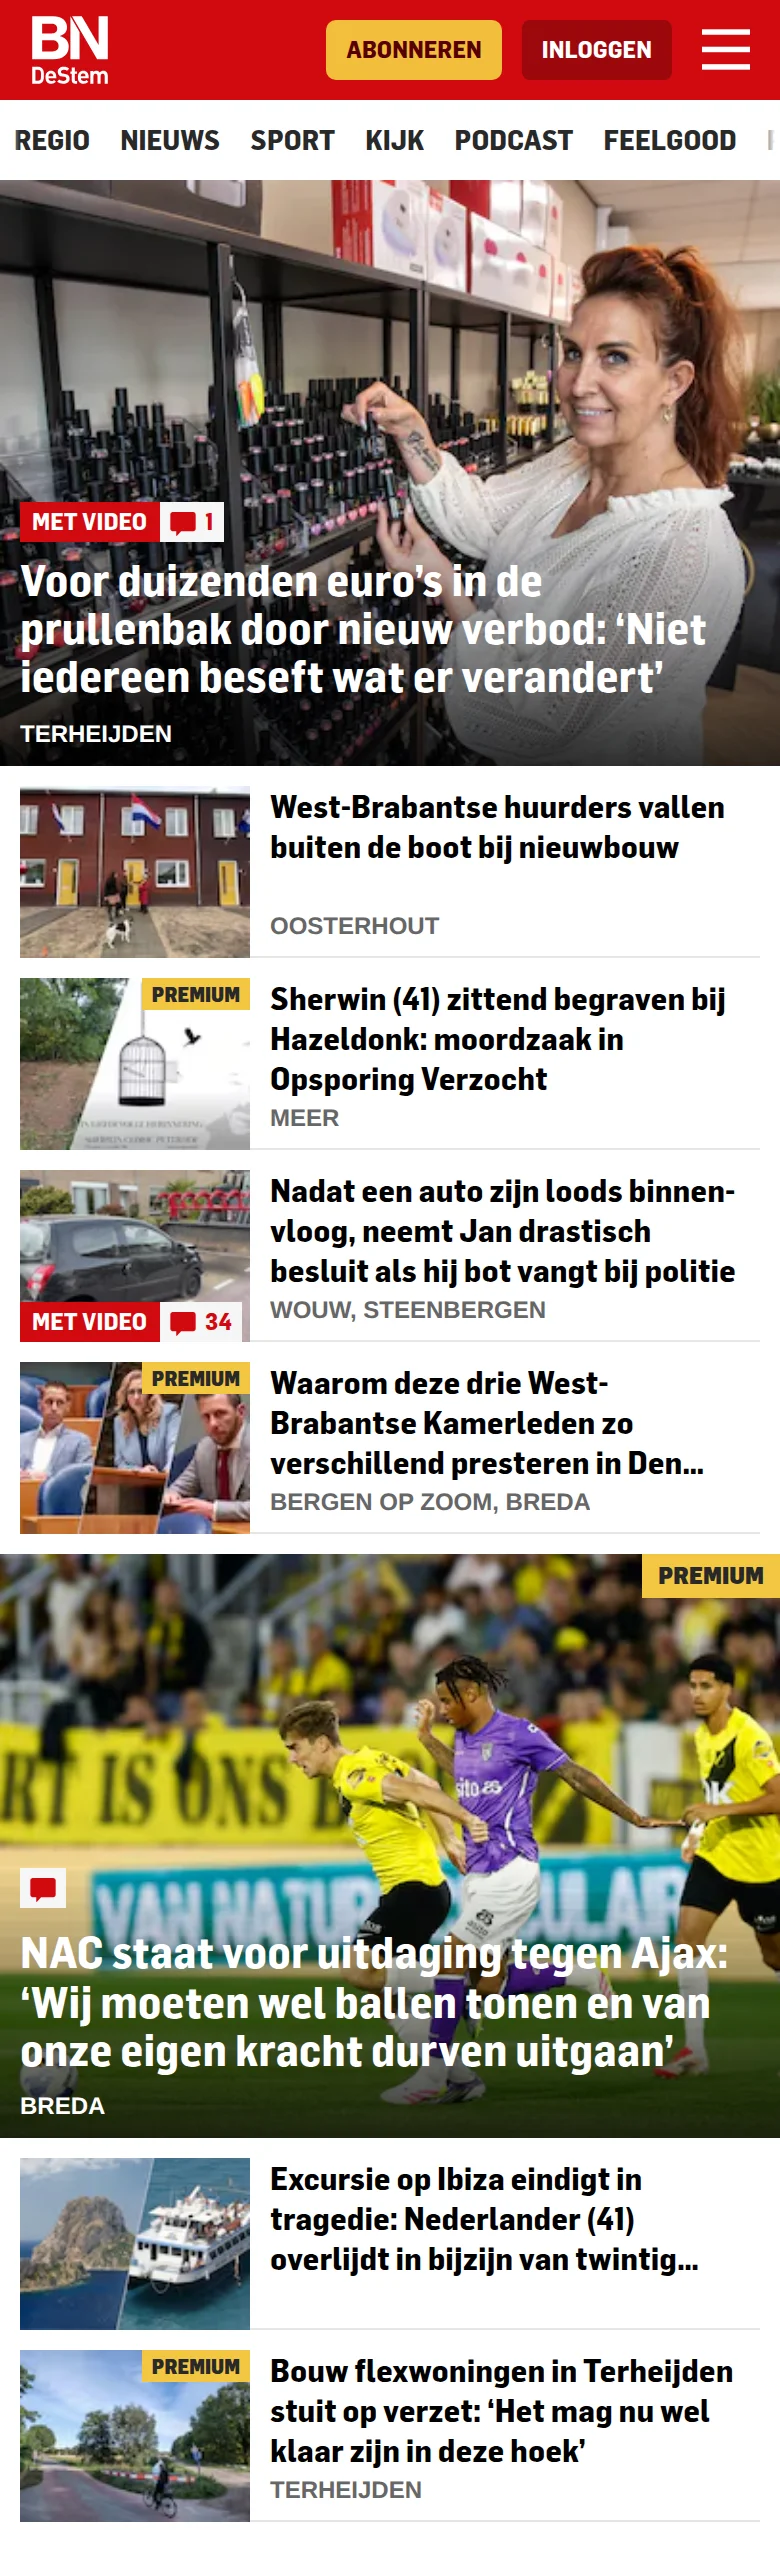 BN
DeStem
ABONNEREN
INLOGGEN
REGIO NIEUWS SPORT KIJK PODCAST FEELGOOD
MET VIDEO 1
Voor duizenden euro’s in de
prullenbak door nieuw verbod: ‘Niet
iedereen beseft wat er verandert’
TERHEIJDEN
West-Brabantse huurders vallen
buiten de boot bij nieuwbouw
OOSTERHOUT
PREMIUM
Sherwin (41) zittend begraven bij
Hazeldonk: moordzaak in
Opsporing Verzocht
MEER
Nadat een auto zijn loods binnen-
vloog, neemt Jan drastisch
besluit als hij bot vangt bij politie
MET VIDEO 34
WOUW, STEENBERGEN
PREMIUM
Waarom deze drie West-
Brabantse Kamerleden zo
verschillend presteren in Den...
BERGEN OP ZOOM, BREDA
PREMIUM
RT IS ONS
VAN NATU
NAC staat voor uitdaging tegen Ajax:
‘Wij moeten wel ballen tonen en van
onze eigen kracht durven uitgaan’
BREDA
Excursie op Ibiza eindigt in
tragedie: Nederlander (41)
overlijdt in bijzijn van twintig...
PREMIUM
Bouw flexwoningen in Terheijden
stuit op verzet: ‘Het mag nu wel
klaar zijn in deze hoek’
TERHEIJDEN